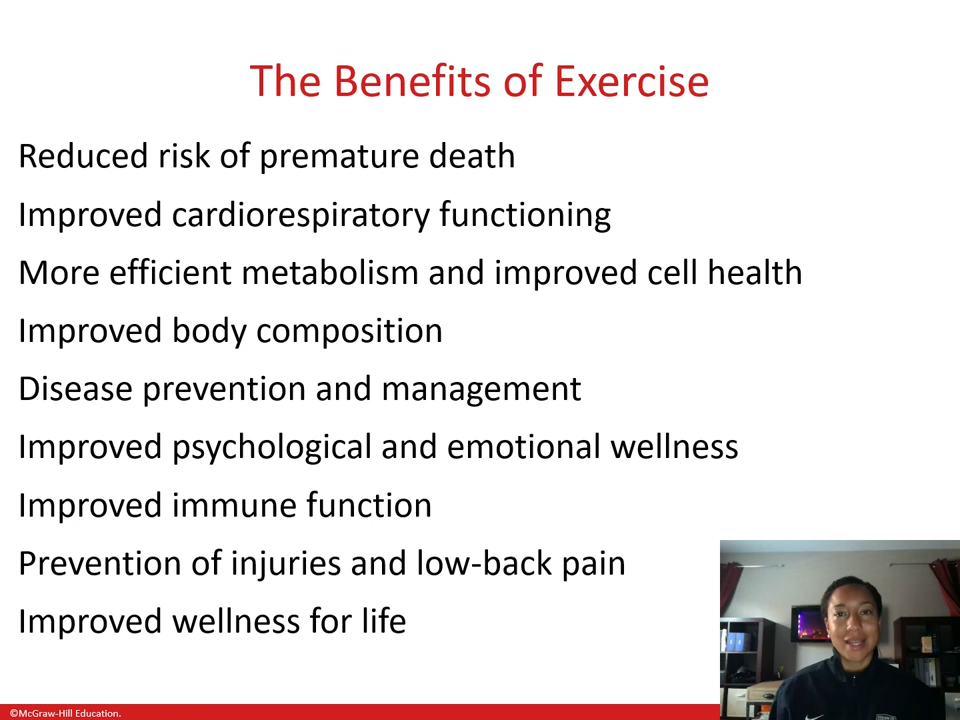 The Benefits of Exercise
Reduced risk of premature death
Improved cardiorespiratory functioning
More efficient metabolism and improved cell health
Improved body composition
Disease prevention and management
Improved psychological and emotional wellness
Improved immune function
Prevention of injuries and low-back pain
Improved wellness for life
©McGraw-Hill Education.